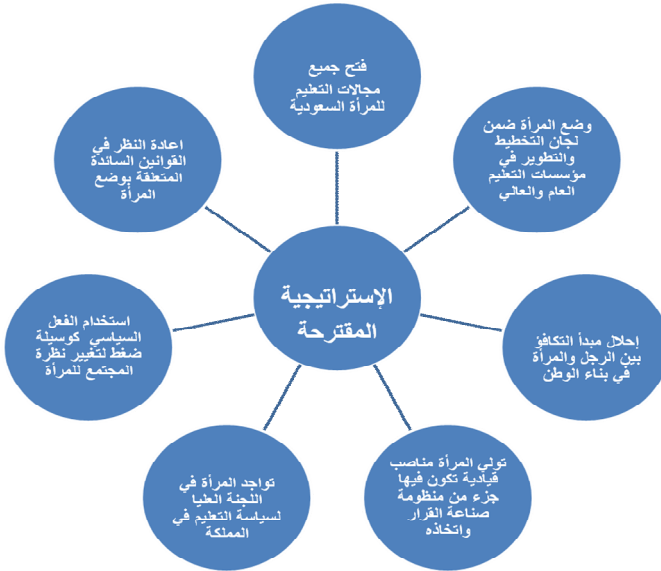 فتح جميع
مجالات التعليم
للمرأة السعودية
وضع المرأة ضمن
لجان التخطيط
والتطوير في
مؤسسات التعليم
العام والعالي
إحلال مبدأ التكافؤ
بين الرجل والمرأة
في بناء الوطن
تولي المرأة مناصب
قيادية تكون فيها
جزء من منظومة
صناعة القرار
واتخاذه
تواجد المرأة في
اللجنة العليا
لسياسة التعليم في
المملكة
استخدام الفعل
السياسي كوسيلة
ضغط لتغيير نظرة
المجتمع للمرأة
اعادة النظر في
القوانين السائدة
المتعلقة بوضع
المرأة
الإستراتيجية
المقترحة